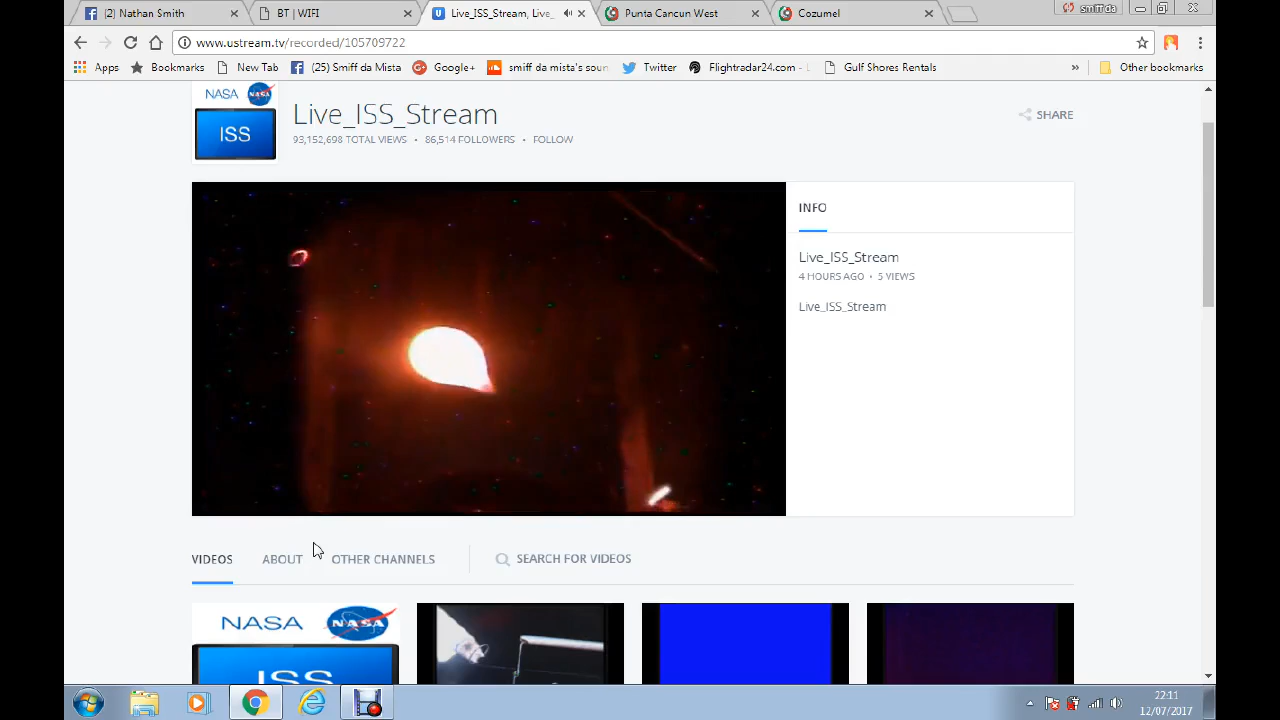 (2) Nathan Smith
BT | WIFI
Live_ISS_Stream, Live_
Punta Cancun West
Cozumel
smiff da
www.ustream.tv/recorded/105709722
Apps
Bookmarks
New Tab
(25) Smiff da Mista
Google+
smiff da mista's soun
Twitter
Flightradar24.com - L
Gulf Shores Rentals
»
Other bookmarks
NASA
ISS
Live_ISS_Stream
93,152,698 TOTAL VIEWS • 86,514 FOLLOWERS • FOLLOW
SHARE
INFO
Live_ISS_Stream
4 HOURS AGO • 5 VIEWS
Live_ISS_Stream
VIDEOS
ABOUT
OTHER CHANNELS
SEARCH FOR VIDEOS
NASA
NASA
ISS
22:11
12/07/2017